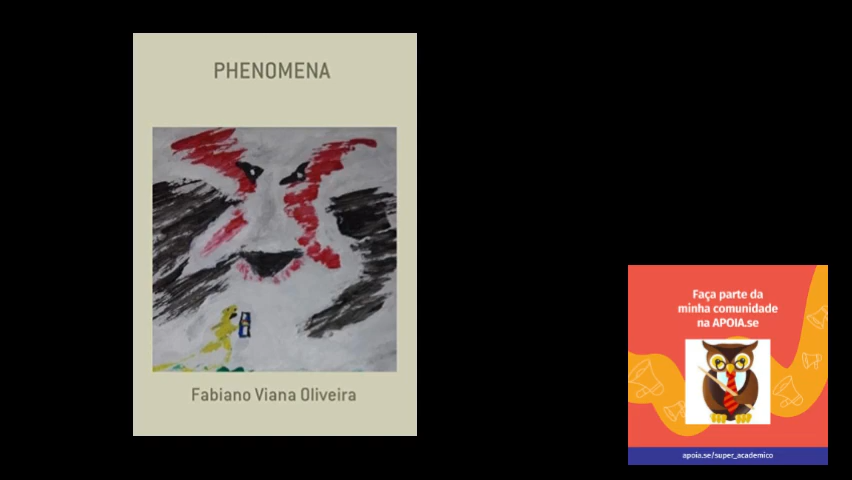 PHENOMENA
Fabiano Viana Oliveira
Faça parte da
minha comunidade
na APOIA.se
apoia.se/super_academico